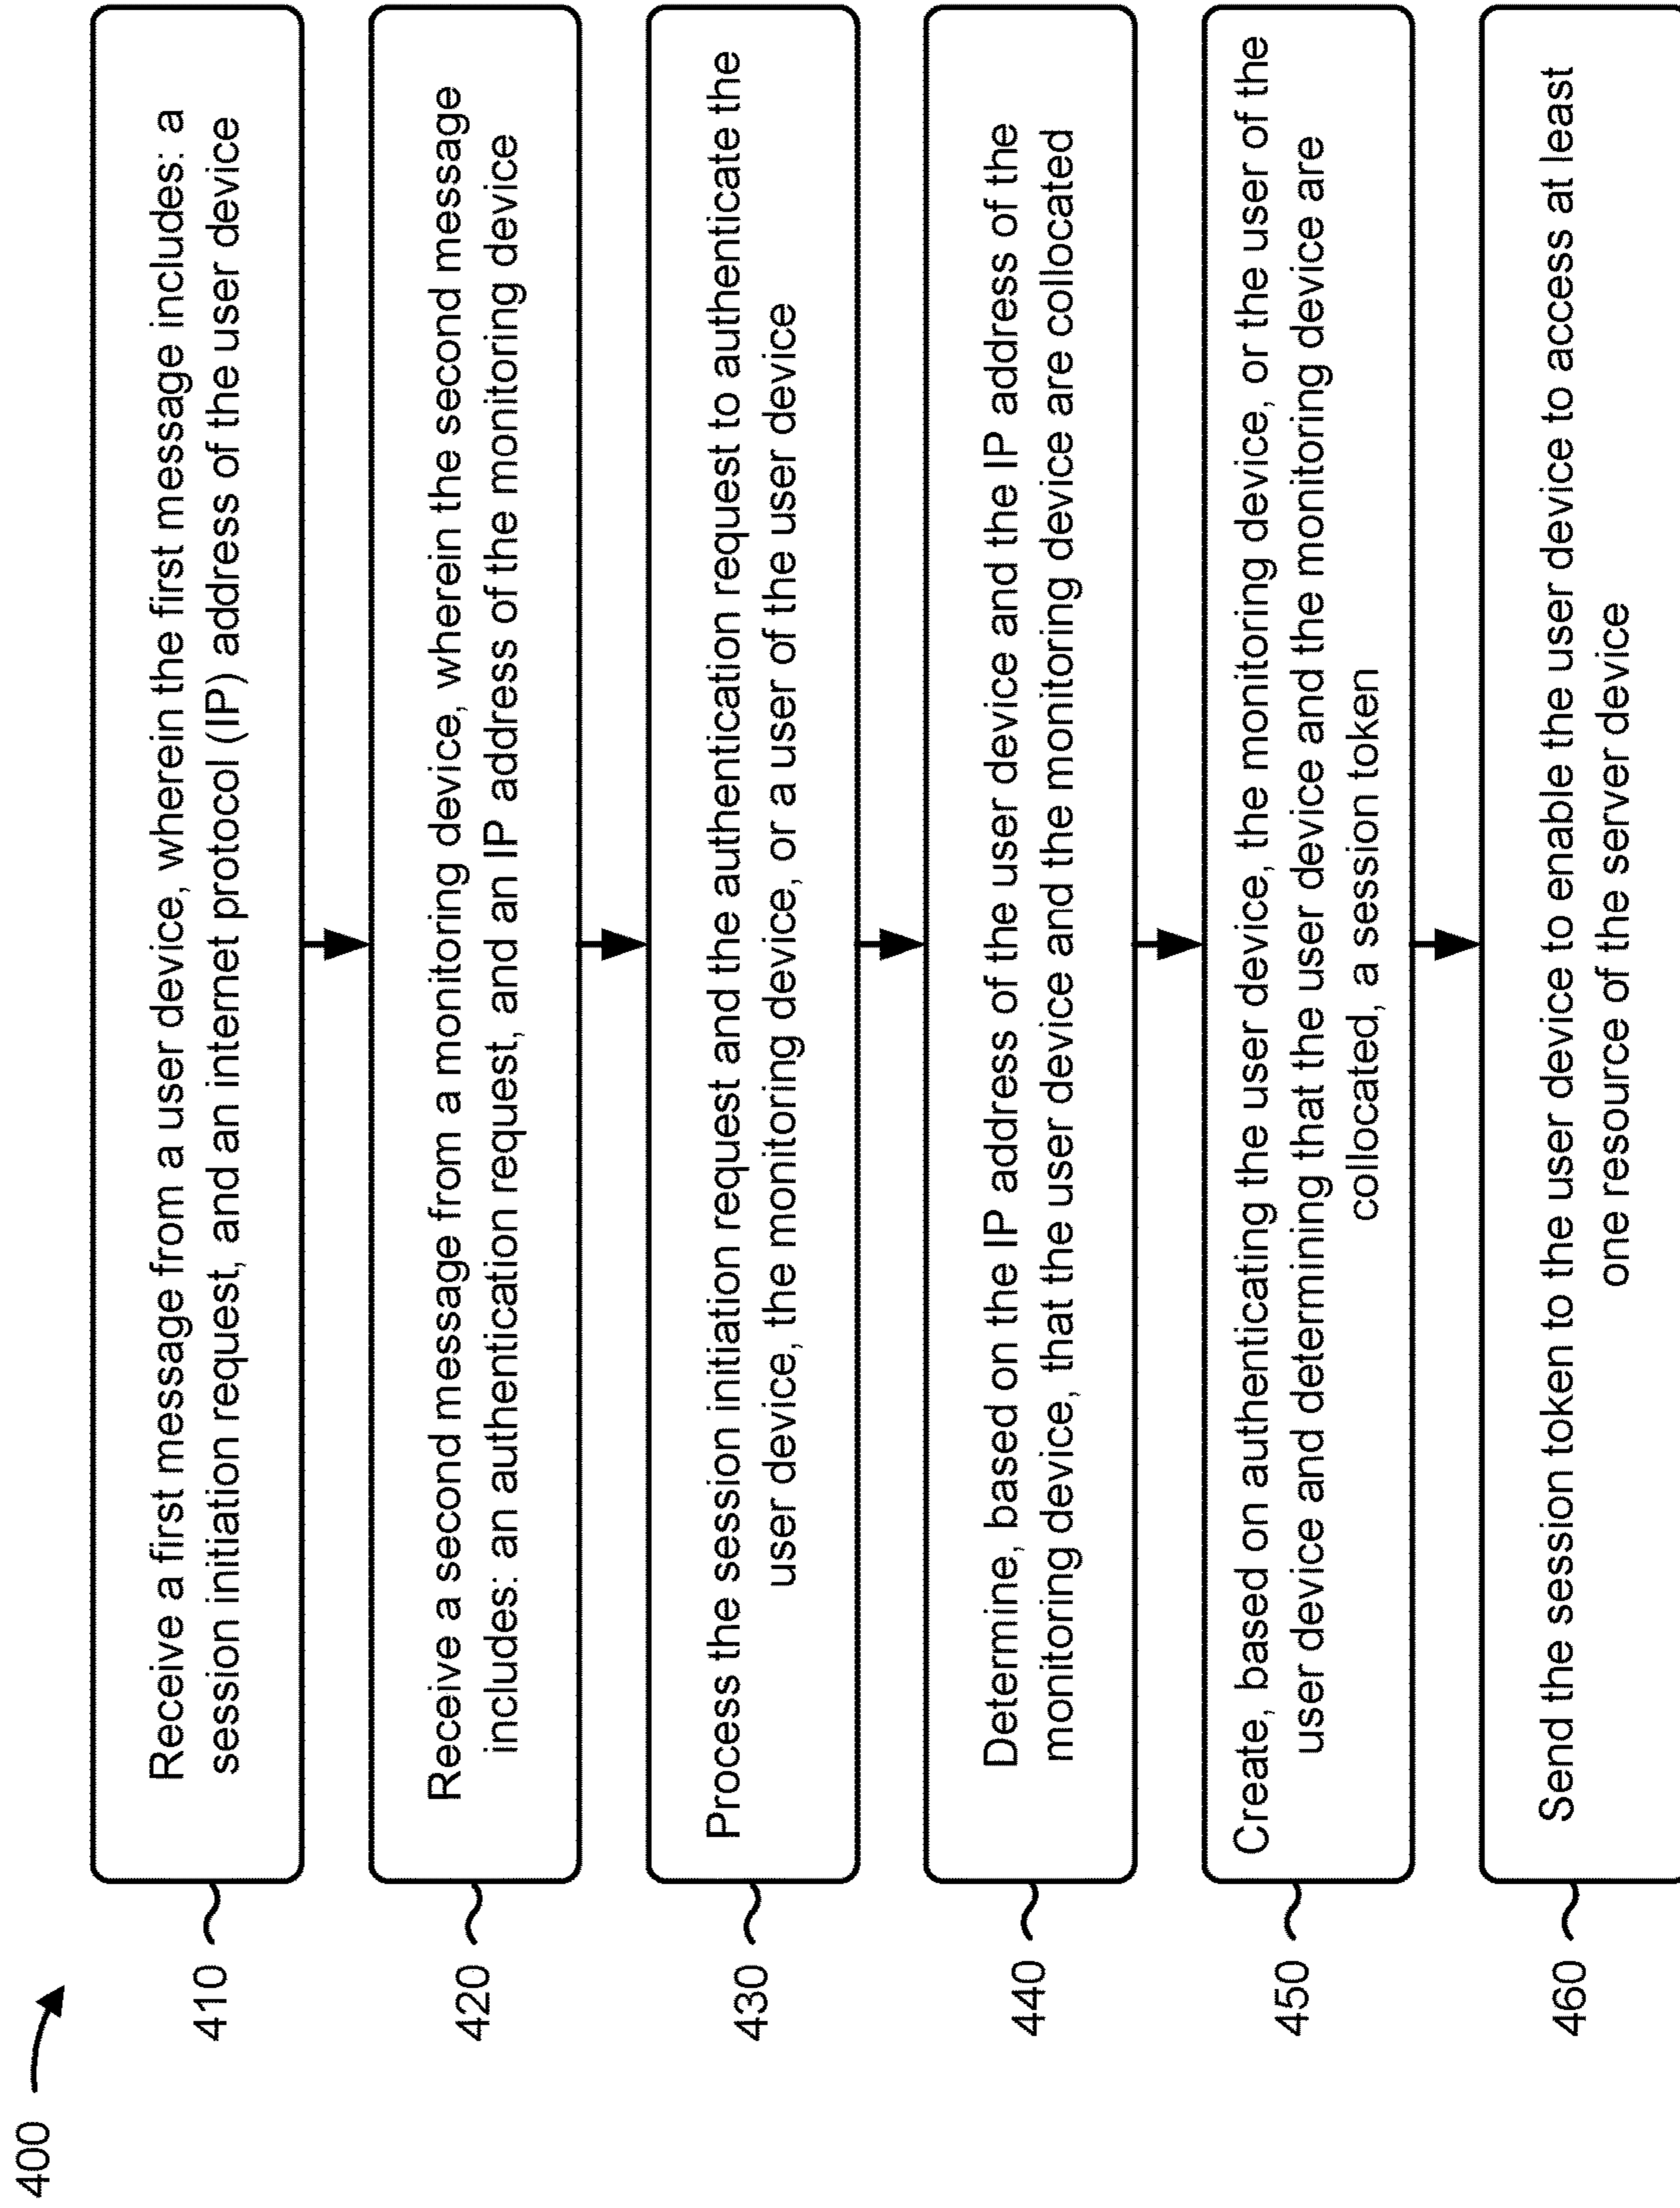 400
410
Receive a first message from a user device, wherein the first message includes: a
session initiation request, and an internet protocol (IP) address of the user device
420
Receive a second message from a monitoring device, wherein the second message
includes: an authentication request, and an IP address of the monitoring device
430
Process the session initiation request and the authentication request to authenticate the
user device, the monitoring device, or a user of the user device
440
Determine, based on the IP address of the user device and the IP address of the
monitoring device, that the user device and the monitoring device are collocated
450
Create, based on authenticating the user device, the monitoring device, or the user of the
user device and determining that the user device and the monitoring device are
collocated, a session token
460
Send the session token to the user device to enable the user device to access at least
one resource of the server device